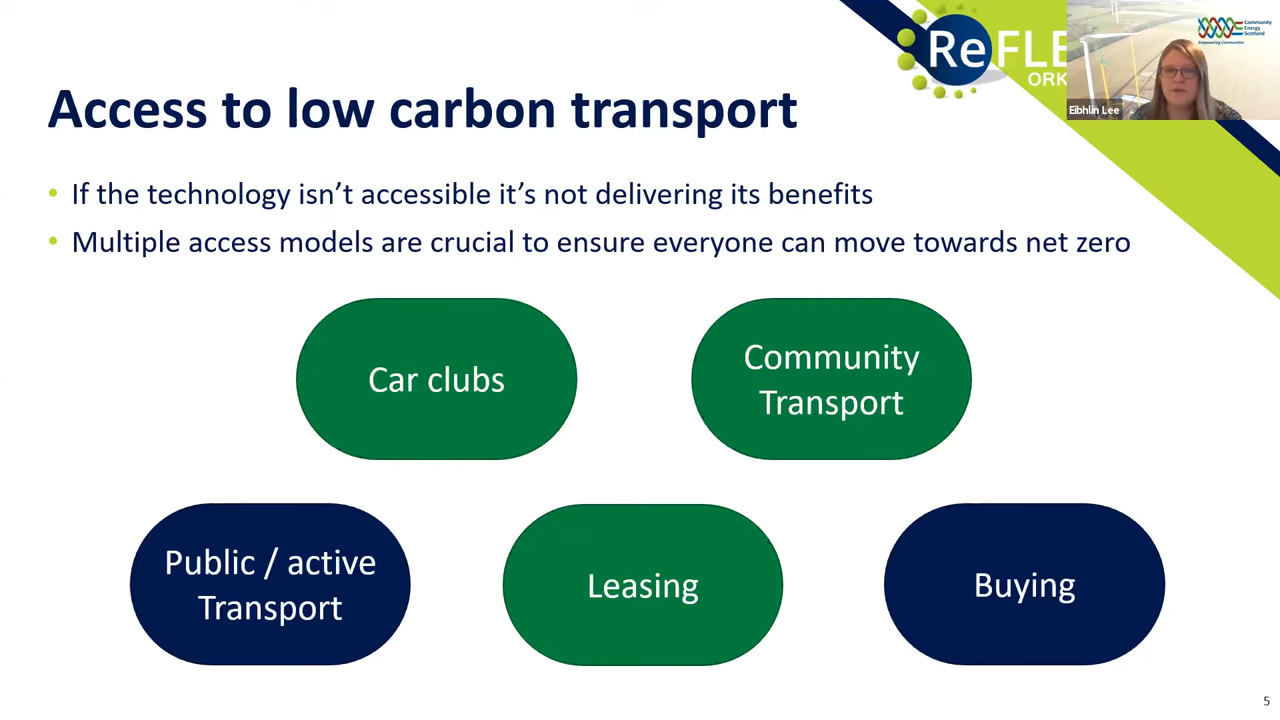 ReFLE
ORK
Community
Energy
Scotland
Empowering Communities
Eibhlin Lee
Access to low carbon transport
• If the technology isn’t accessible it’s not delivering its benefits
• Multiple access models are crucial to ensure everyone can move towards net zero
Car clubs
Community
Transport
Public / active
Transport
Leasing
Buying
5